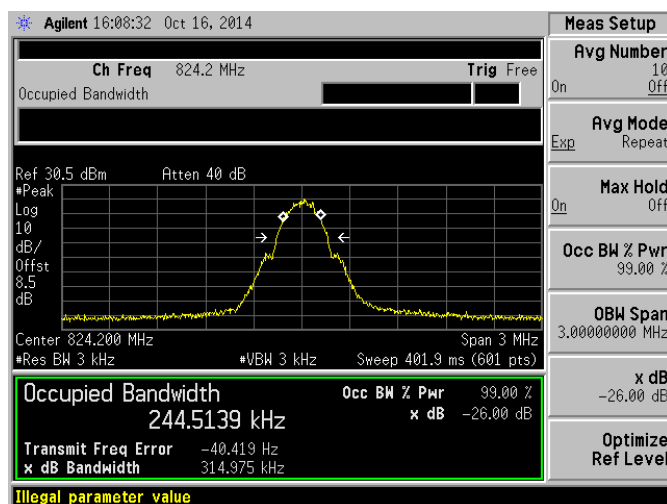 Agilent 16:08:32 Oct 16, 2014
Meas Setup
Ch Freq 824.2 MHz Trig Free
Occupied Bandwidth
Ref 30.5 dBm Atten 40 dB
#Peak
Log
10
dB/
Offst
8.5
dB
Center 824.200 MHz Span 3 MHz
#Res BW 3 kHz #VBW 3 kHz Sweep 401.9 ms (601 pts)
Occupied Bandwidth Occ BW % Pwr 99.00 %
244.5139 kHz x dB -26.00 dB
Transmit Freq Error -40.419 Hz
x dB Bandwidth 314.975 kHz
Illegal parameter value
Avg Number
10
On Off
Avg Mode
Exp Repeat
Max Hold
On Off
Occ BW % Pwr
99.00 %
OBW Span
3.00000000 MHz
x dB
-26.00 dB
Optimize
Ref Level